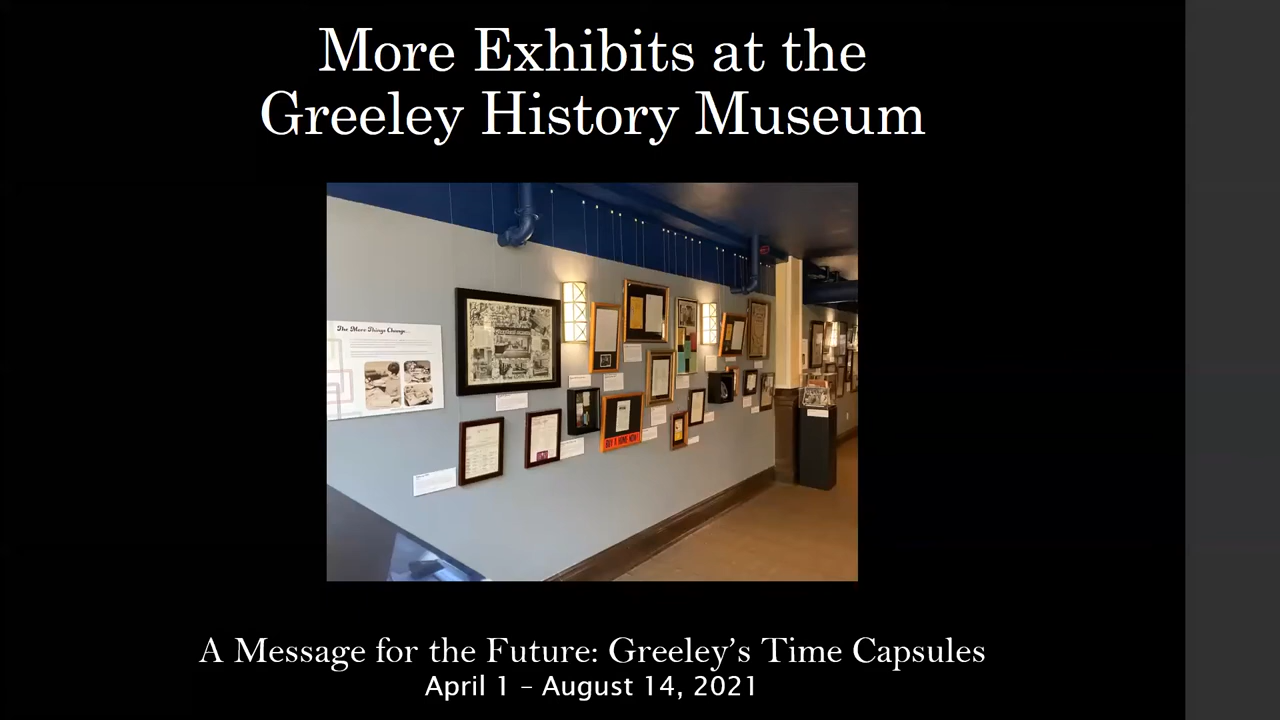 More Exhibits at the
Greeley History Museum
The More Things Change...
BUY A HOME NOW!
A Message for the Future: Greeley's Time Capsules
April 1 – August 14, 2021